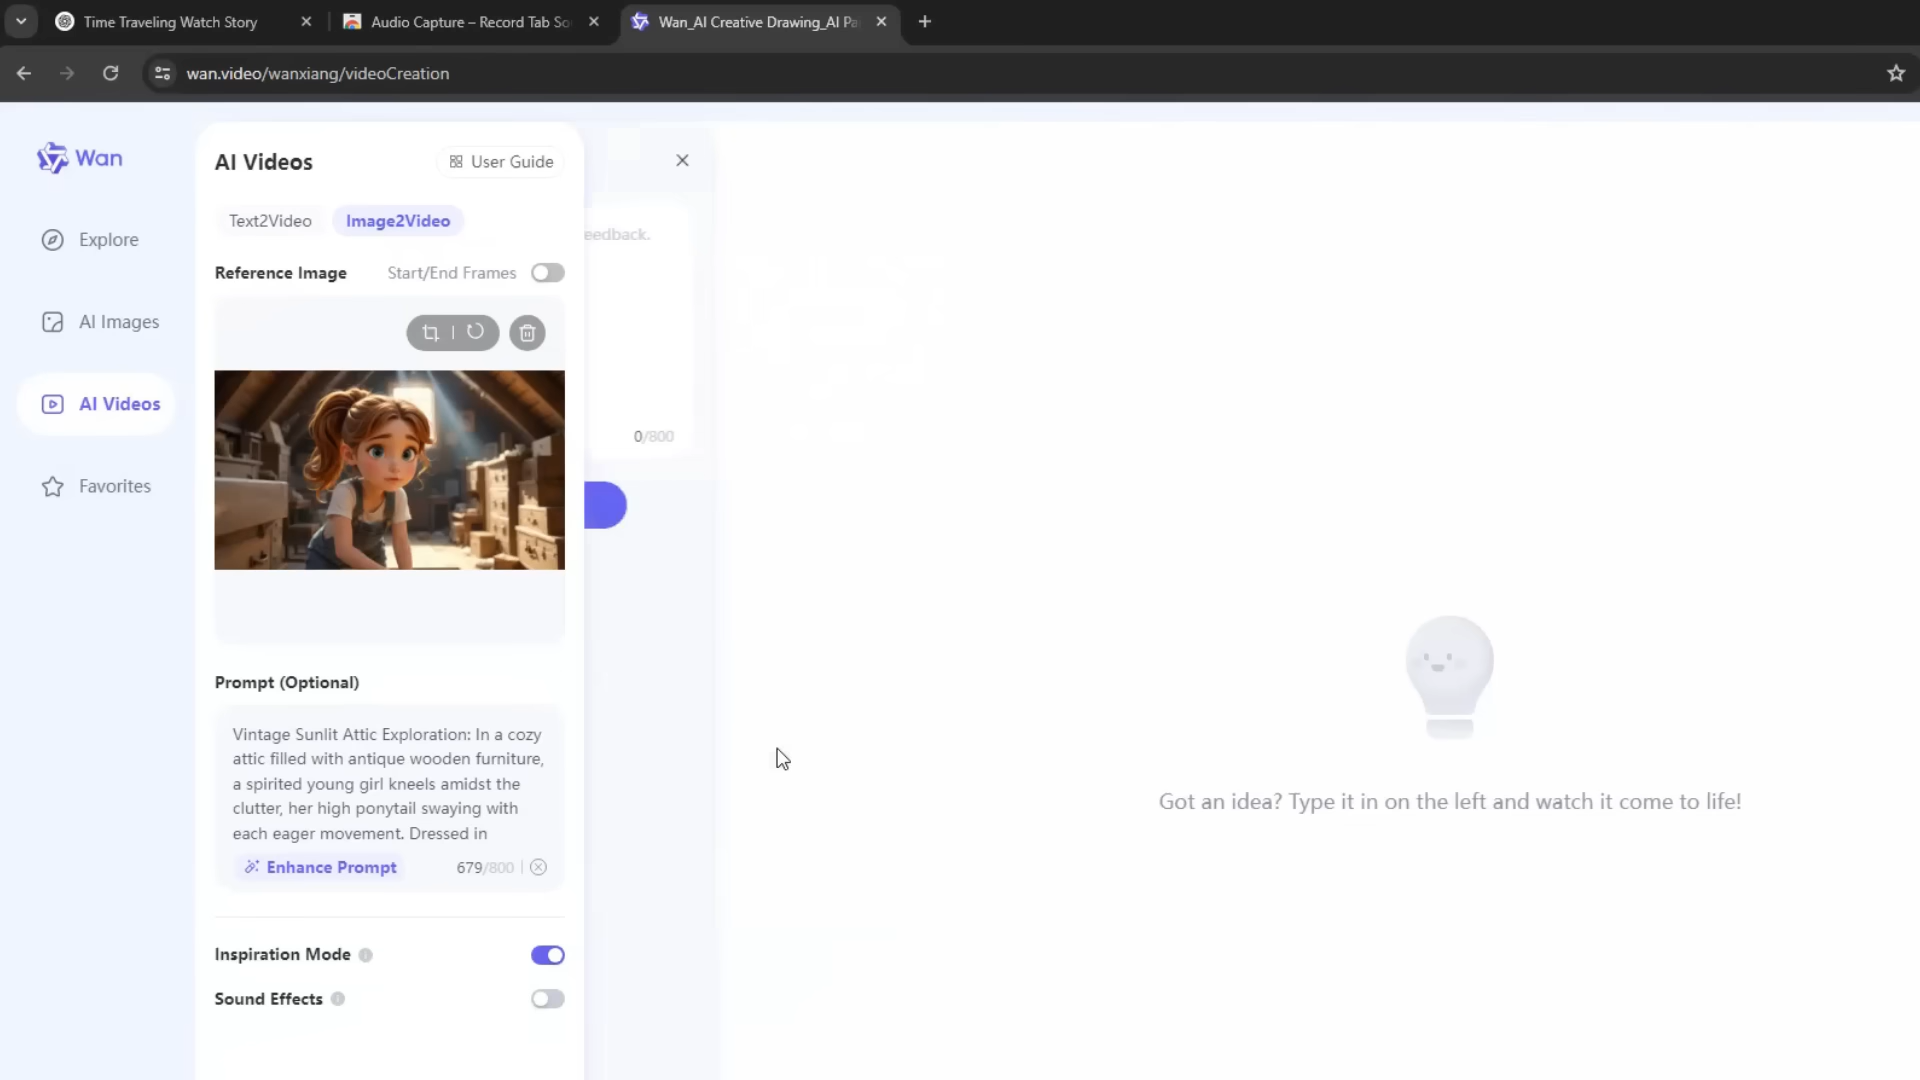 Time Traveling Watch Story
Audio Capture – Record Tab So
Wan_AI Creative Drawing_AI Pa
wan.video/wanxiang/videoCreation
Wan
Explore
AI Images
AI Videos
Favorites
AI Videos
User Guide
Text2Video
Image2Video
Reference Image
Start/End Frames
eedback.
0/800
Prompt (Optional)
Vintage Sunlit Attic Exploration: In a cozy
attic filled with antique wooden furniture,
a spirited young girl kneels amidst the
clutter, her high ponytail swaying with
each eager movement. Dressed in
Enhance Prompt
679/800
Inspiration Mode
Sound Effects
Got an idea? Type it in on the left and watch it come to life!